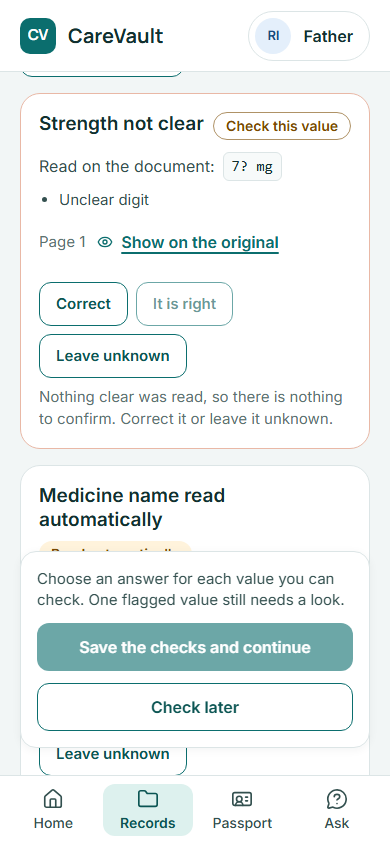 CV CareVault RI Father
Strength not clear Check this value
Read on the document: 7? mg
• Unclear digit
Page 1 Show on the original
Correct It is right
Leave unknown
Nothing clear was read, so there is nothing
to confirm. Correct it or leave it unknown.
Medicine name read
automatically
Choose an answer for each value you can
check. One flagged value still needs a look.
Save the checks and continue
Check later
Leave unknown
Home Records Passport Ask